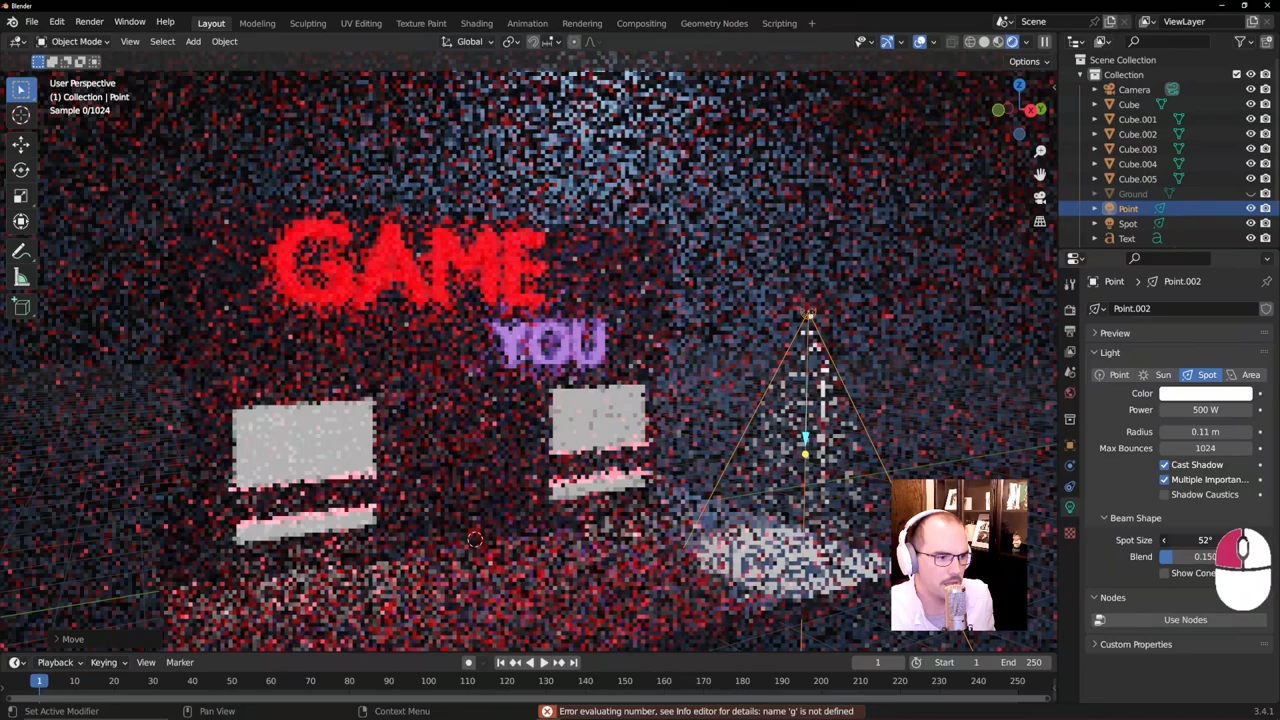 Blender
File Edit Render Window Help
Layout Modeling Sculpting UV Editing Texture Paint Shading Animation Rendering Compositing Geometry Nodes Scripting +
Scene
ViewLayer
Object Mode View Select Add Object
Global
Options
User Perspective
(1) Collection | Point
Sample 0/1024
Z
X
Y
GAME
YOU
Move
Scene Collection
Collection
Camera
Cube
Cube.001
Cube.002
Cube.003
Cube.004
Cube.005
Ground
Point
Spot
Text
Point > Point.002
Point.002
Preview
Light
Point Sun Spot Area
Color
Power 500 W
Radius 0.11 m
Max Bounces 1024
Cast Shadow
Multiple Importan...
Shadow Caustics
Beam Shape
Spot Size 52°
Blend 0.150
Show Cone
Nodes
Use Nodes
Custom Properties
Playback Keying View Marker
1 Start 1 End 250
1 10 20 30 40 50 60 70 80 90 100 110 120 130 140 150 160 170 180 190 200 210 220 230 240 250
Set Active Modifier Pan View Context Menu Error evaluating number, see Info editor for details: name 'g' is not defined 3.4.1